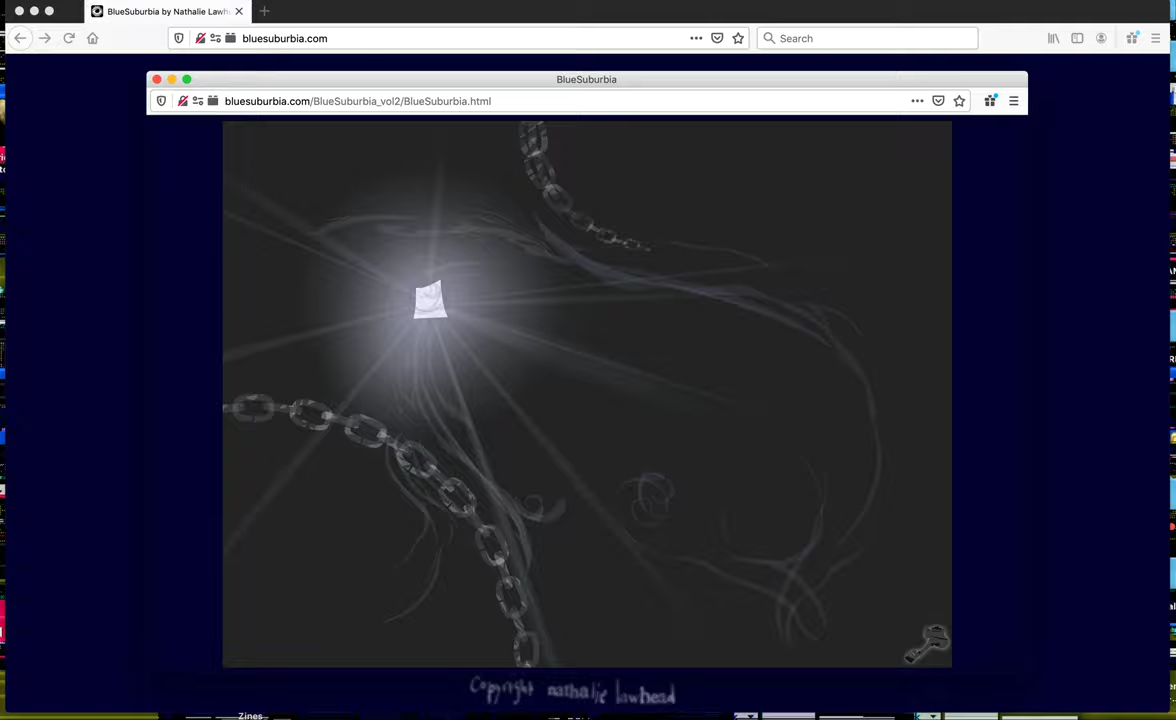 BlueSuburbia by Nathalie Lawh
bluesuburbia.com
Search
BlueSuburbia
bluesuburbia.com/BlueSuburbia_vol2/BlueSuburbia.html
Copyright nathalie lawhead
Zines